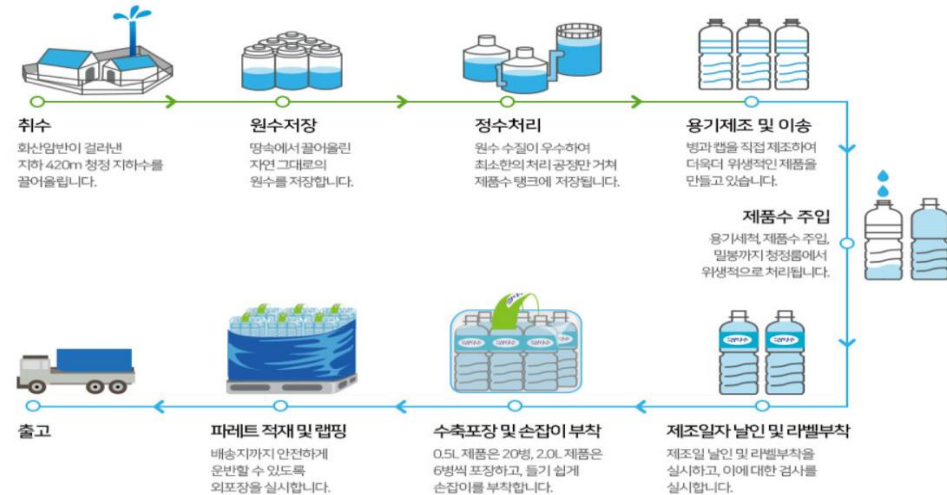 취수
화산암반이 걸러낸
지하 420m 청정 지하수를
끌어올립니다.
원수저장
땅속에서 끌어올린
자연 그대로의
원수를 저장합니다.
정수처리
원수 수질이 우수하여
최소한의 처리 공정만 거쳐
제품수 탱크에 저장됩니다.
용기제조 및 이송
병과 캡을 직접 제조하여
더욱더 위생적인 제품을
만들고 있습니다.
제품수 주입
용기세척, 제품수 주입,
밀봉까지 청정룸에서
위생적으로 처리됩니다.
제조일자 날인 및 라벨부착
제조일 날인 및 라벨부착을
실시하고, 이에 대한 검사를
실시합니다.
수축포장 및 손잡이 부착
0.5L 제품은 20병, 2.0L 제품은
6병씩 포장하고, 들기 쉽게
손잡이를 부착합니다.
파레트 적재 및 랩핑
배송지까지 안전하게
운반할 수 있도록
외포장을 실시합니다.
출고